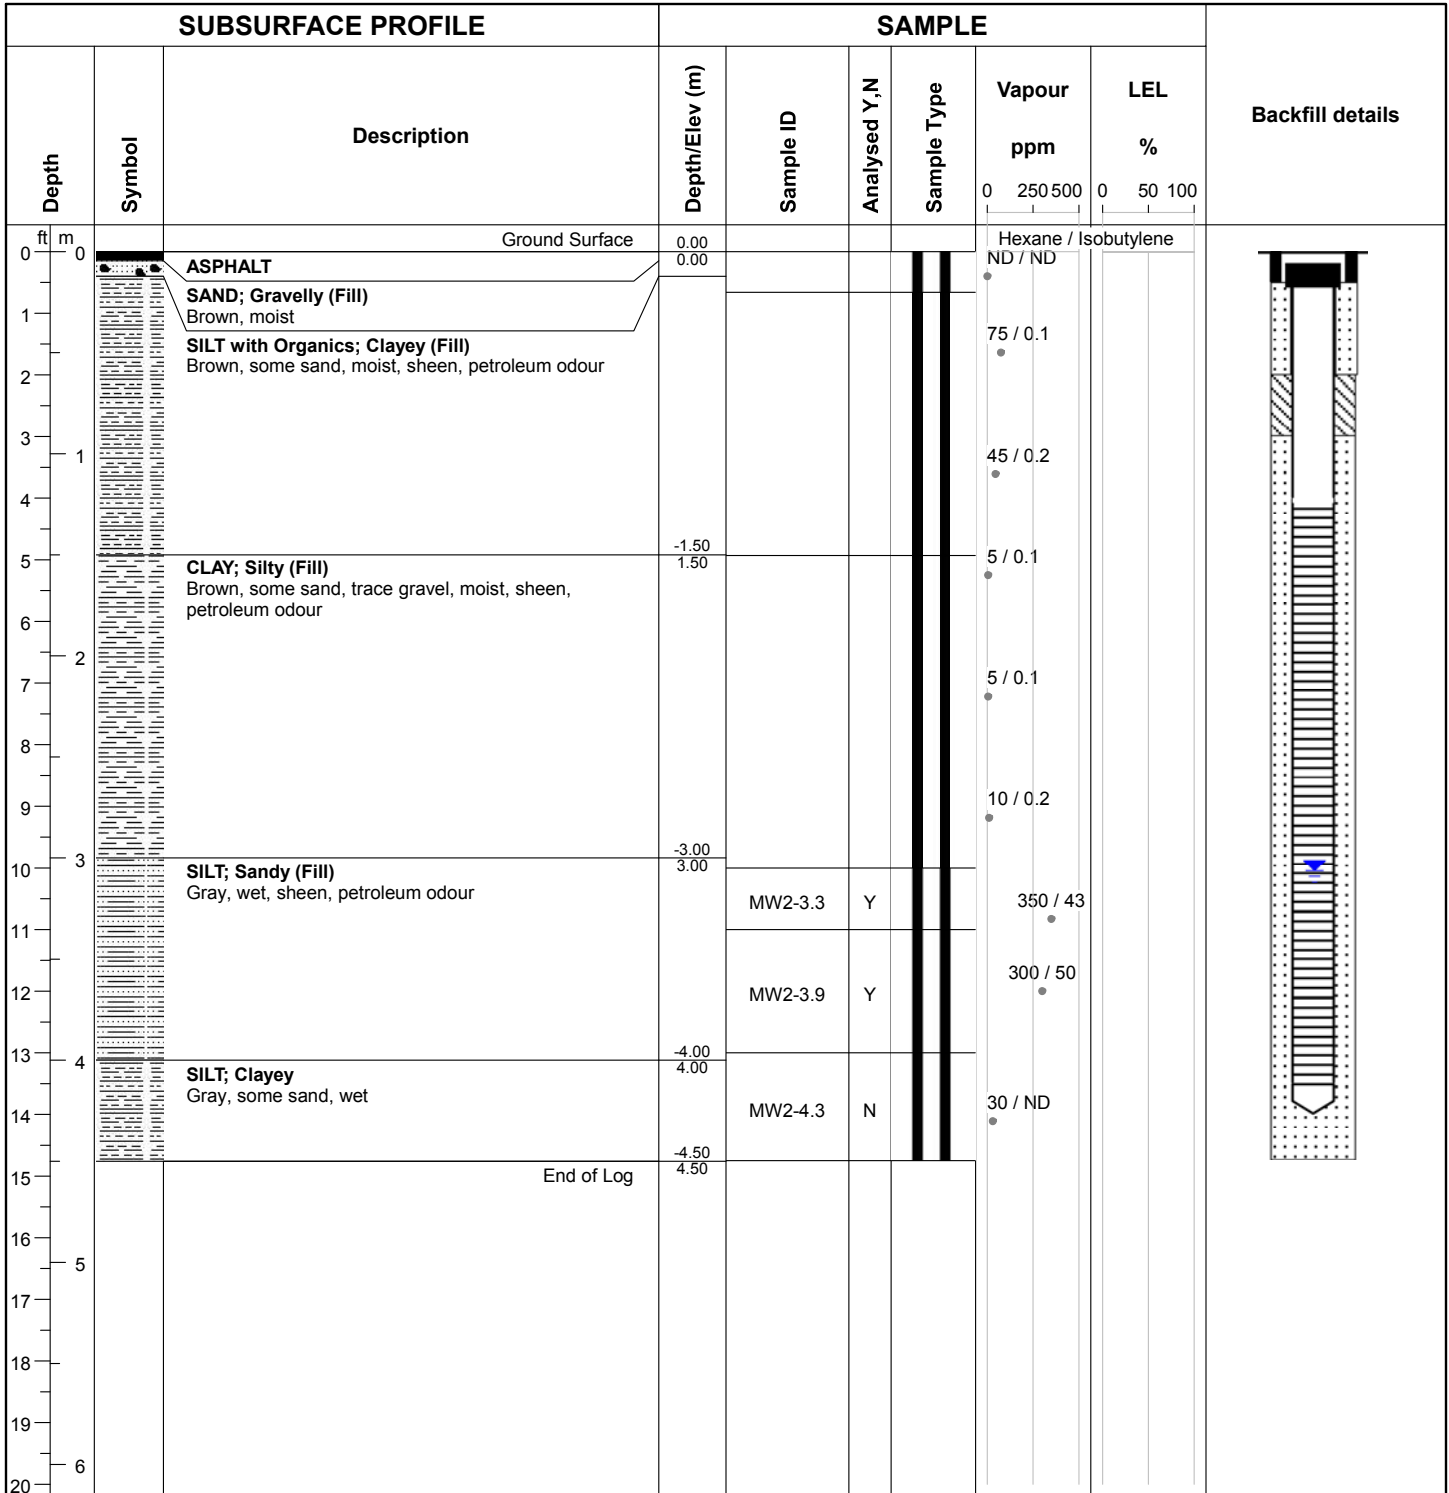 SUBSURFACE PROFILE
SAMPLE
Depth
Symbol
Description
Depth/Elev (m)
Sample ID
Analysed Y,N
Sample Type
Vapour
ppm
0 250 500
LEL
%
0 50 100
Backfill details
ft m
Ground Surface
0.00
0.00
Hexane / Isobutylene
0 0
ASPHALT
ND / ND
SAND; Gravelly (Fill)
Brown, moist
1
75 / 0.1
SILT with Organics; Clayey (Fill)
Brown, some sand, moist, sheen, petroleum odour
2
3
1
45 / 0.2
4
-1.50
1.50
5
5 / 0.1
CLAY; Silty (Fill)
Brown, some sand, trace gravel, moist, sheen,
petroleum odour
6
2
7
5 / 0.1
8
9
10 / 0.2
-3.00
3.00
3
10
SILT; Sandy (Fill)
Gray, wet, sheen, petroleum odour
MW2-3.3 Y 350 / 43
11
300 / 50
12
MW2-3.9 Y
13
-4.00
4.00
4
SILT; Clayey
Gray, some sand, wet
MW2-4.3 N 30 / ND
14
-4.50
4.50
15
End of Log
16
5
17
18
19
6
20